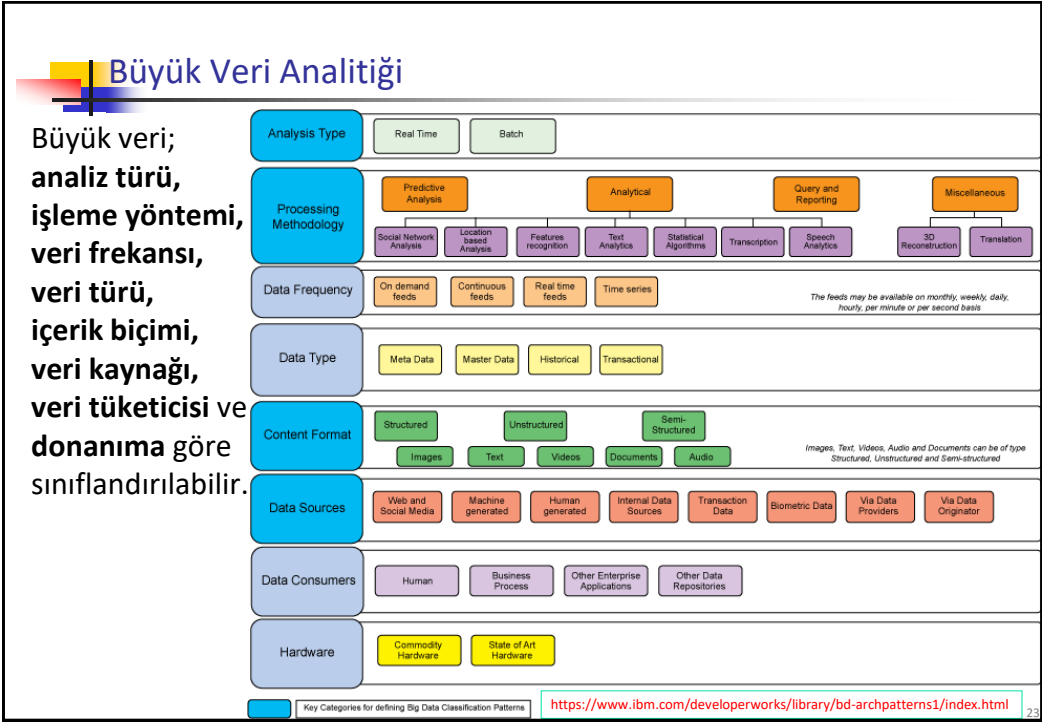 Büyük Veri Analitiği
Büyük veri;
analiz türü,
işleme yöntemi,
veri frekansı,
veri türü,
içerik biçimi,
veri kaynağı,
veri tüketicisi ve
donanıma göre
sınıflandırılabilir.
Analysis Type
Real Time
Batch
Processing
Methodology
Predictive
Analysis
Analytical
Query and
Reporting
Miscellaneous
Social Network
Analysis
Location
based
Analysis
Features
recognition
Text
Analytics
Statistical
Algorithms
Transcription
Speech
Analytics
3D
Reconstruction
Translation
Data Frequency
On demand
feeds
Continuous
feeds
Real time
feeds
Time series
The feeds may be available on monthly, weekly, daily,
hourly, per minute or per second basis
Data Type
Meta Data
Master Data
Historical
Transactional
Content Format
Structured
Unstructured
Semi-
Structured
Images
Text
Videos
Documents
Audio
Images, Text, Videos, Audio and Documents can be of type
Structured, Unstructured and Semi-structured
Data Sources
Web and
Social Media
Machine
generated
Human
generated
Internal Data
Sources
Transaction
Data
Biometric Data
Via Data
Providers
Via Data
Originator
Data Consumers
Human
Business
Process
Other Enterprise
Applications
Other Data
Repositories
Hardware
Commodity
Hardware
State of Art
Hardware
Key Categories for defining Big Data Classification Patterns
https://www.ibm.com/developerworks/library/bd-archpatterns1/index.html
23